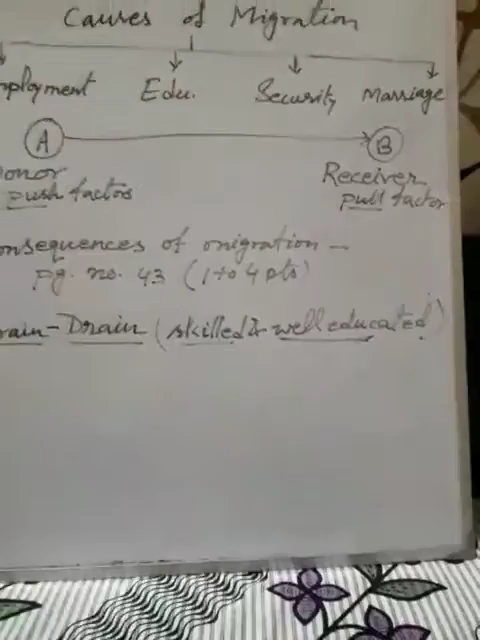 Causes of Migration
mployment Edu. Security Marriage
A B
onor Receiver
push factors pull factor
onsequences of migration –
pg. no. 43 (1 to 4 pts)
rain-Drain (skilled & well educated)